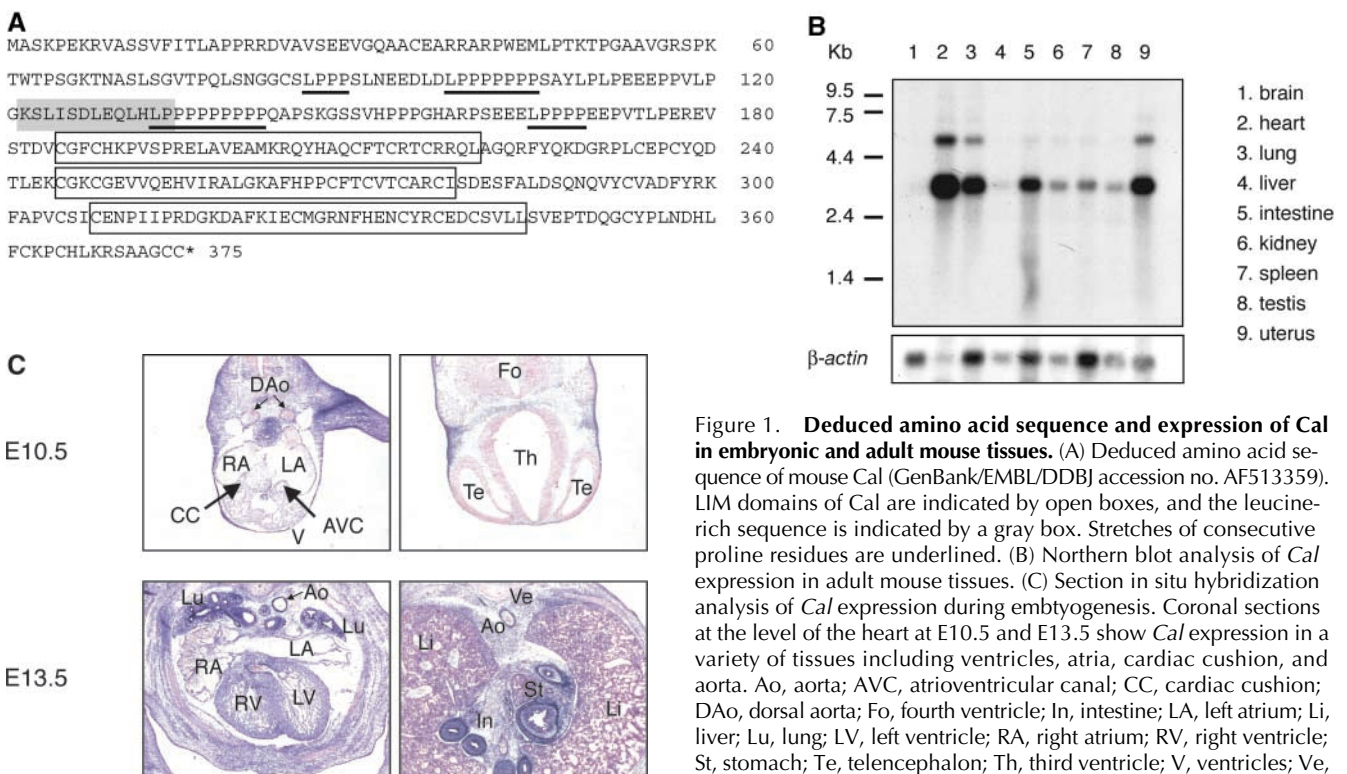 A
MASKPEKRVASSVFITLAPPRRDVAVSEEVGQAACEARRARPWEMLPTKTPGAAVGRSPK 60
TWTPSGKTNASLSGVTPQLSNGGCSLPPPSLNEEDLDLPPPPPPPSAYLPLPEEEPPVLP 120
GKSLISDLEQLHLPPPPPPPPQAPSKGSSVHPPPGHARPSEEELPPPPEEPVTLPEREV 180
STDVCGFCHKPVSPRELAVEAMKRQYHAQCFTCRTCRRQLAGQRFYQKDGRPLCEPCYQD 240
TLEKCGKCGEVVQEHVIRALGKAFHPPCFTCVTCARCISDESFALDSQNQVYCVADFYRK 300
FAPVCSICENPIIPRDGKDAFKIECMGRNFHENCYRCEDCSVLLSVEPTDQGCYPLNDHL 360
FCKPCHLKRSAAGCC* 375
B
Kb 1 2 3 4 5 6 7 8 9
9.5
7.5
4.4
2.4
1.4
β-actin
1. brain
2. heart
3. lung
4. liver
5. intestine
6. kidney
7. spleen
8. testis
9. uterus
C
E10.5
DAo
RA LA
CC
AVC
V
Fo
Th
Te Te
E13.5
Lu Ao
Lu
LA
RA
RV LV
Ve
Ao
Li
St
In
Li
Figure 1. Deduced amino acid sequence and expression of Cal
in embryonic and adult mouse tissues. (A) Deduced amino acid se-
quence of mouse Cal (GenBank/EMBL/DDBJ accession no. AF513359).
LIM domains of Cal are indicated by open boxes, and the leucine-
rich sequence is indicated by a gray box. Stretches of consecutive
proline residues are underlined. (B) Northern blot analysis of Cal
expression in adult mouse tissues. (C) Section in situ hybridization
analysis of Cal expression during embtyogenesis. Coronal sections
at the level of the heart at E10.5 and E13.5 show Cal expression in a
variety of tissues including ventricles, atria, cardiac cushion, and
aorta. Ao, aorta; AVC, atrioventricular canal; CC, cardiac cushion;
DAo, dorsal aorta; Fo, fourth ventricle; In, intestine; LA, left atrium; Li,
liver; Lu, lung; LV, left ventricle; RA, right atrium; RV, right ventricle;
St, stomach; Te, telencephalon; Th, third ventricle; V, ventricles; Ve,